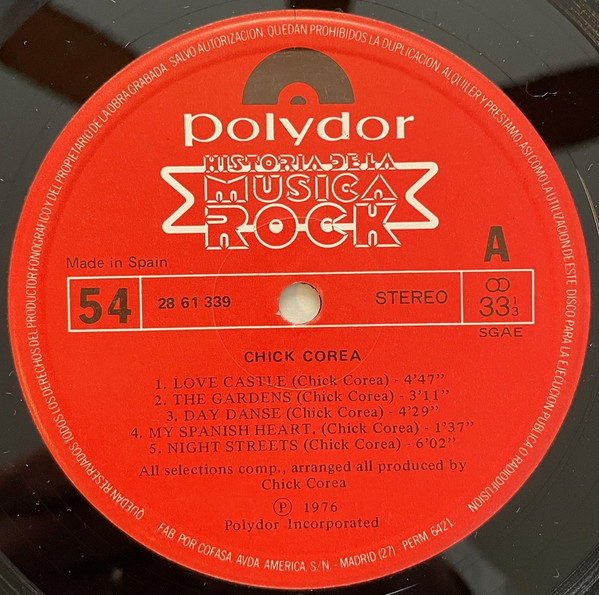 QUEDAN RESERVADOS TODOS LOS DERECHOS DEL PRODUCTOR FONOGRAFICO Y DEL PROPIETARIO DE LA OBRA GRABADA. SALVO AUTORIZACION, QUEDAN PROHIBIDOS LA DUPLICACION, ALQUILER Y PRESTAMO, ASI COMO LA UTILIZACION DE ESTE DISCO PARA LA EJECUCION PUBLICA O RADIODIFUSION
polydor
HISTORIA DE LA
MUSICA
ROCK
A
Made in Spain
54
28 61 339
STEREO
33 1/3
SGAE
CHICK COREA
1. LOVE CASTLE (Chick Corea) - 4'47"
2. THE GARDENS (Chick Corea) - 3'11"
3. DAY DANSE (Chick Corea) - 4'29"
4. MY SPANISH HEART, (Chick Corea) - 1'37"
5. NIGHT STREETS (Chick Corea) - 6'02"
All selections comp., arranged all produced by
Chick Corea
℗ 1976
Polydor Incorporated
FAB. POR COFASA. AVDA. AMERICA, S/N - MADRID (27) - PERM. 6421